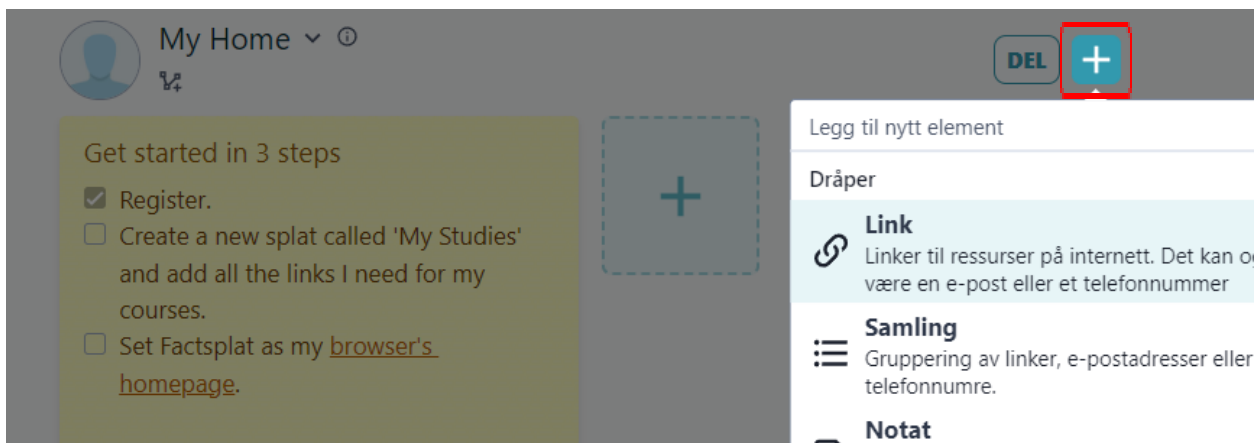 My Home
DEL
Get started in 3 steps
Register.
Create a new splat called 'My Studies'
and add all the links I need for my
courses.
Set Factsplat as my browser's
homepage.
Legg til nytt element
Dråper
Link
Linker til ressurser på internett. Det kan
være en e-post eller et telefonnummer
Samling
Gruppering av linker, e-postadresser eller
telefonnumre.
Notat